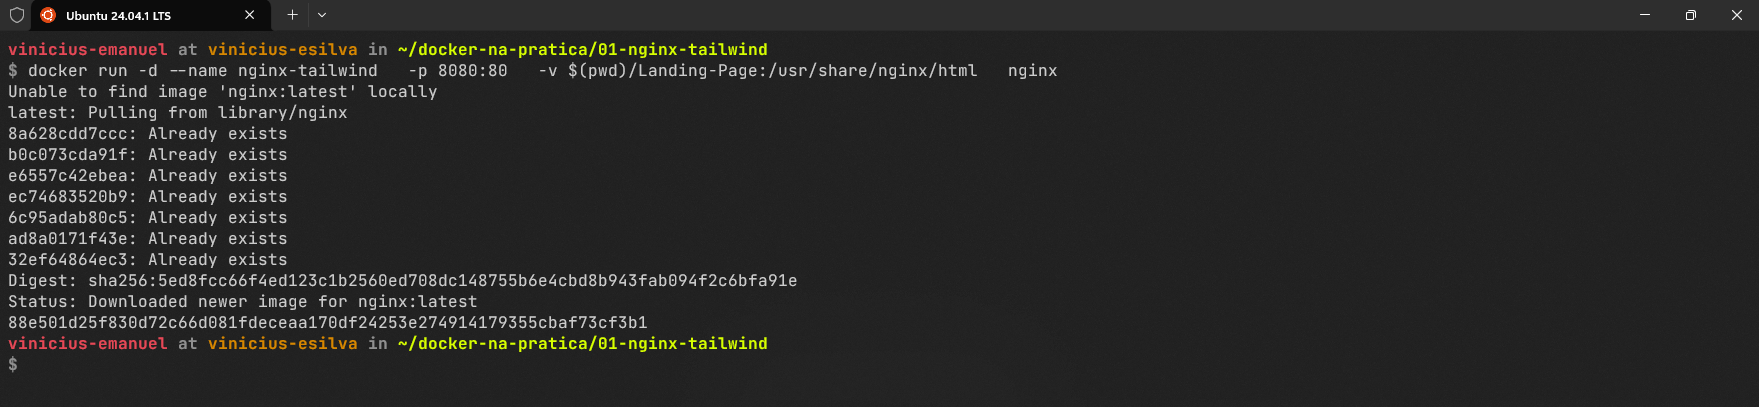 Ubuntu 24.04.1 LTS
vinicius-emanuel at vinicius-esilva in ~/docker-na-pratica/01-nginx-tailwind
$ docker run -d --name nginx-tailwind   -p 8080:80   -v $(pwd)/Landing-Page:/usr/share/nginx/html   nginx
Unable to find image 'nginx:latest' locally
latest: Pulling from library/nginx
8a628cdd7ccc: Already exists
b0c073cda91f: Already exists
e6557c42ebea: Already exists
ec74683520b9: Already exists
6c95adab80c5: Already exists
ad8a0171f43e: Already exists
32ef64864ec3: Already exists
Digest: sha256:5ed8fcc66f4ed123c1b2560ed708dc148755b6e4cbd8b943fab094f2c6bfa91e
Status: Downloaded newer image for nginx:latest
88e501d25f830d72c66d081fdeceaa170df24253e274914179355cbaf73cf3b1
vinicius-emanuel at vinicius-esilva in ~/docker-na-pratica/01-nginx-tailwind
$